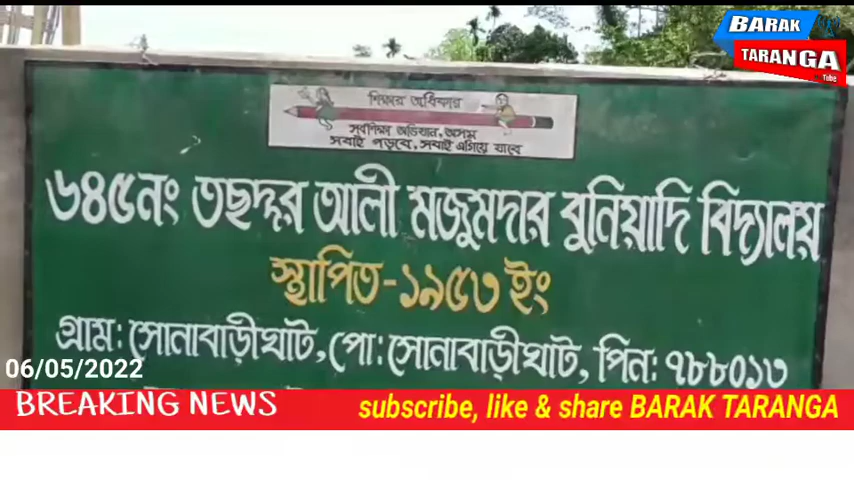 BARAK
TARANGA
YouTube
শিক্ষার অধিকার
সর্বশিক্ষা অভিযান, অসম
সবাই পড়বে, সবাই এগিয়ে যাবে
৬৪৫নং তছদ্দর আলী মজুমদার বুনিয়াদি বিদ্যালয়
স্থাপিত-১৯৫৩ ইং
গ্রাম: সোনাবাড়ীঘাট, পো: সোনাবাড়ীঘাট, পিন: ৭৮৮০১৩
06/05/2022
BREAKING NEWS
subscribe, like & share BARAK TARANGA